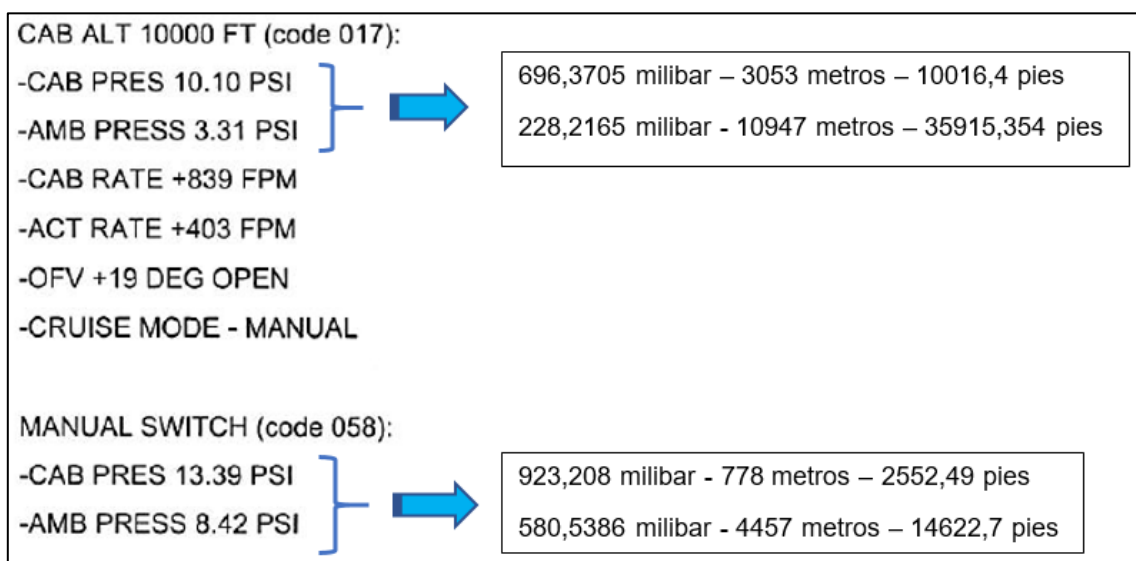 CAB ALT 10000 FT (code 017):
-CAB PRES 10.10 PSI
-AMB PRESS 3.31 PSI
696,3705 milibar – 3053 metros – 10016,4 pies
228,2165 milibar - 10947 metros – 35915,354 pies
-CAB RATE +839 FPM
-ACT RATE +403 FPM
-OFV +19 DEG OPEN
-CRUISE MODE - MANUAL
MANUAL SWITCH (code 058):
-CAB PRES 13.39 PSI
-AMB PRESS 8.42 PSI
923,208 milibar - 778 metros – 2552,49 pies
580,5386 milibar - 4457 metros – 14622,7 pies